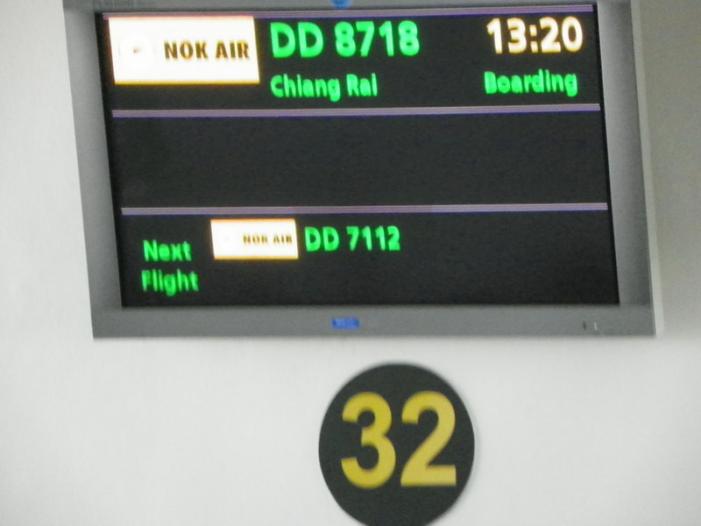 NOK AIR DD 8718 13:20
Chiang Rai Boarding
Next Flight NOK AIR DD 7112
32